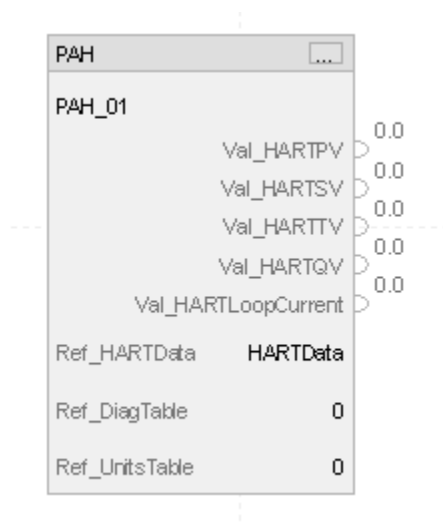 PAH ...
PAH_01
0.0
Val_HARTPV
0.0
Val_HARTSV
0.0
Val_HARTTV
0.0
Val_HARTQV
0.0
Val_HARTLoopCurrent
Ref_HARTData HARTData
Ref_DiagTable 0
Ref_UnitsTable 0